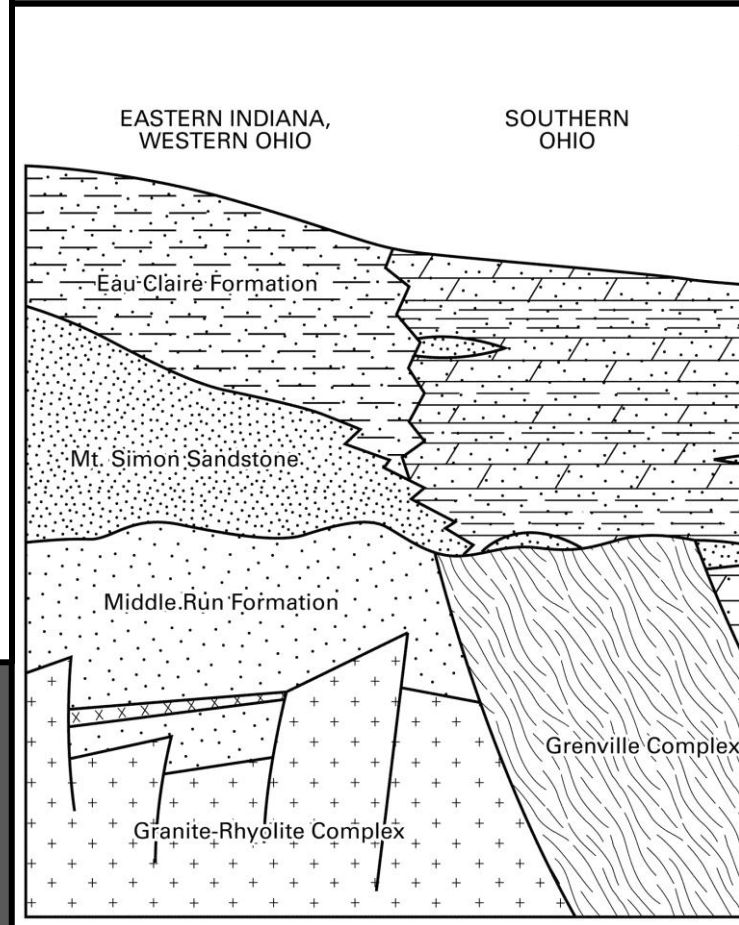 EASTERN INDIANA,
WESTERN OHIO
SOUTHERN
OHIO
Eau Claire Formation
Mt. Simon Sandstone
Middle Run Formation
Grenville Complex
Granite-Rhyolite Complex